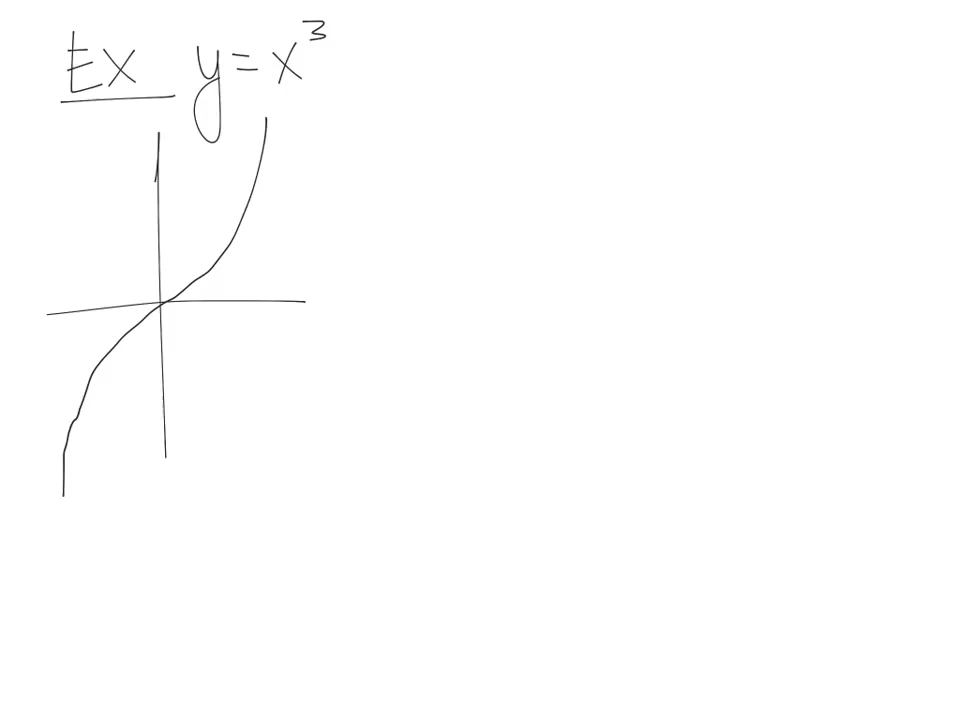 Ex y = x³